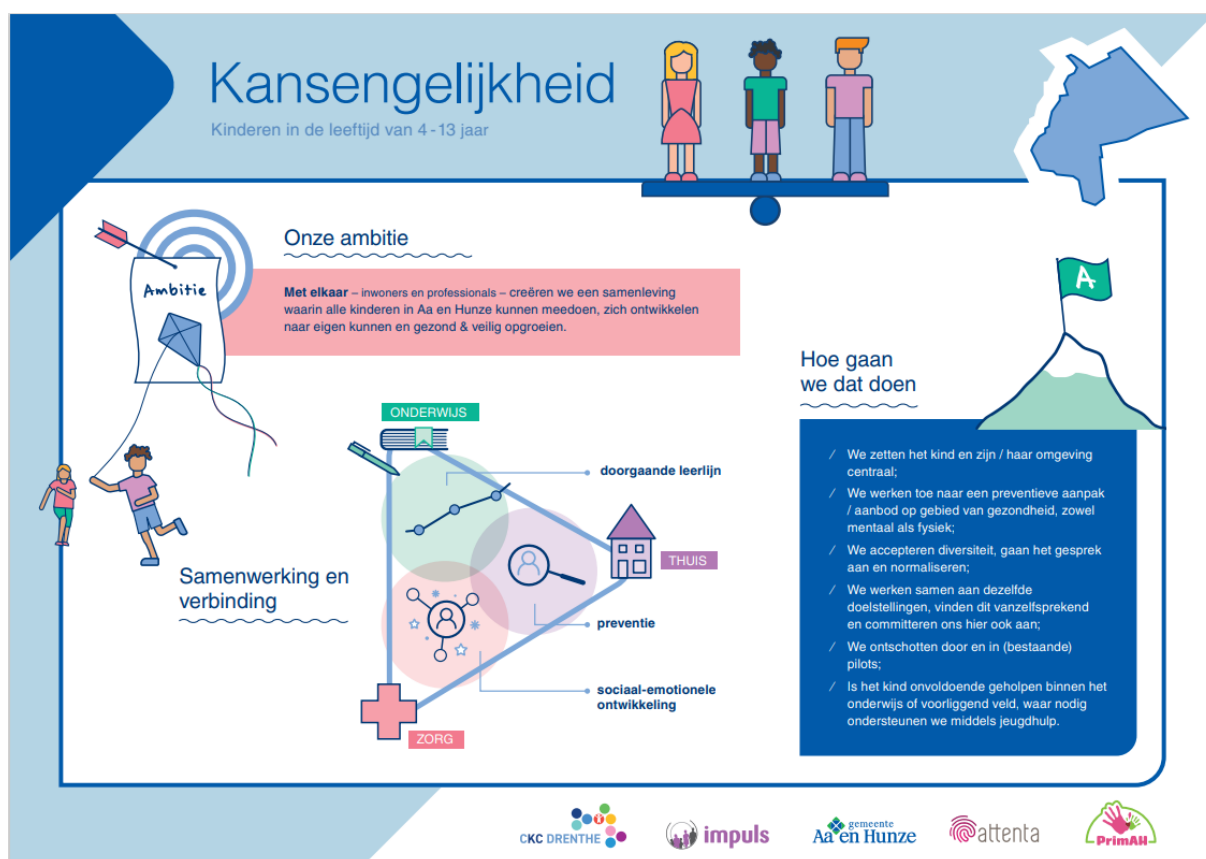 Kansengelijkheid
Kinderen in de leeftijd van 4 - 13 jaar
Onze ambitie
Ambitie
Met elkaar – inwoners en professionals – creëren we een samenleving
waarin alle kinderen in Aa en Hunze kunnen meedoen, zich ontwikkelen
naar eigen kunnen en gezond & veilig opgroeien.
A
Samenwerking en
verbinding
ONDERWIJS
doorgaande leerlijn
THUIS
preventie
sociaal-emotionele
ontwikkeling
ZORG
Hoe gaan
we dat doen
/ We zetten het kind en zijn / haar omgeving
centraal;
/ We werken toe naar een preventieve aanpak
/ aanbod op gebied van gezondheid, zowel
mentaal als fysiek;
/ We accepteren diversiteit, gaan het gesprek
aan en normaliseren;
/ We werken samen aan dezelfde
doelstellingen, vinden dit vanzelfsprekend
en committeren ons hier ook aan;
/ We ontschotten door en in (bestaande)
pilots;
/ Is het kind onvoldoende geholpen binnen het
onderwijs of voorliggend veld, waar nodig
ondersteunen we middels jeugdhulp.
CKC DRENTHE
impuls
gemeente
Aa en Hunze
attenta
PrimAH